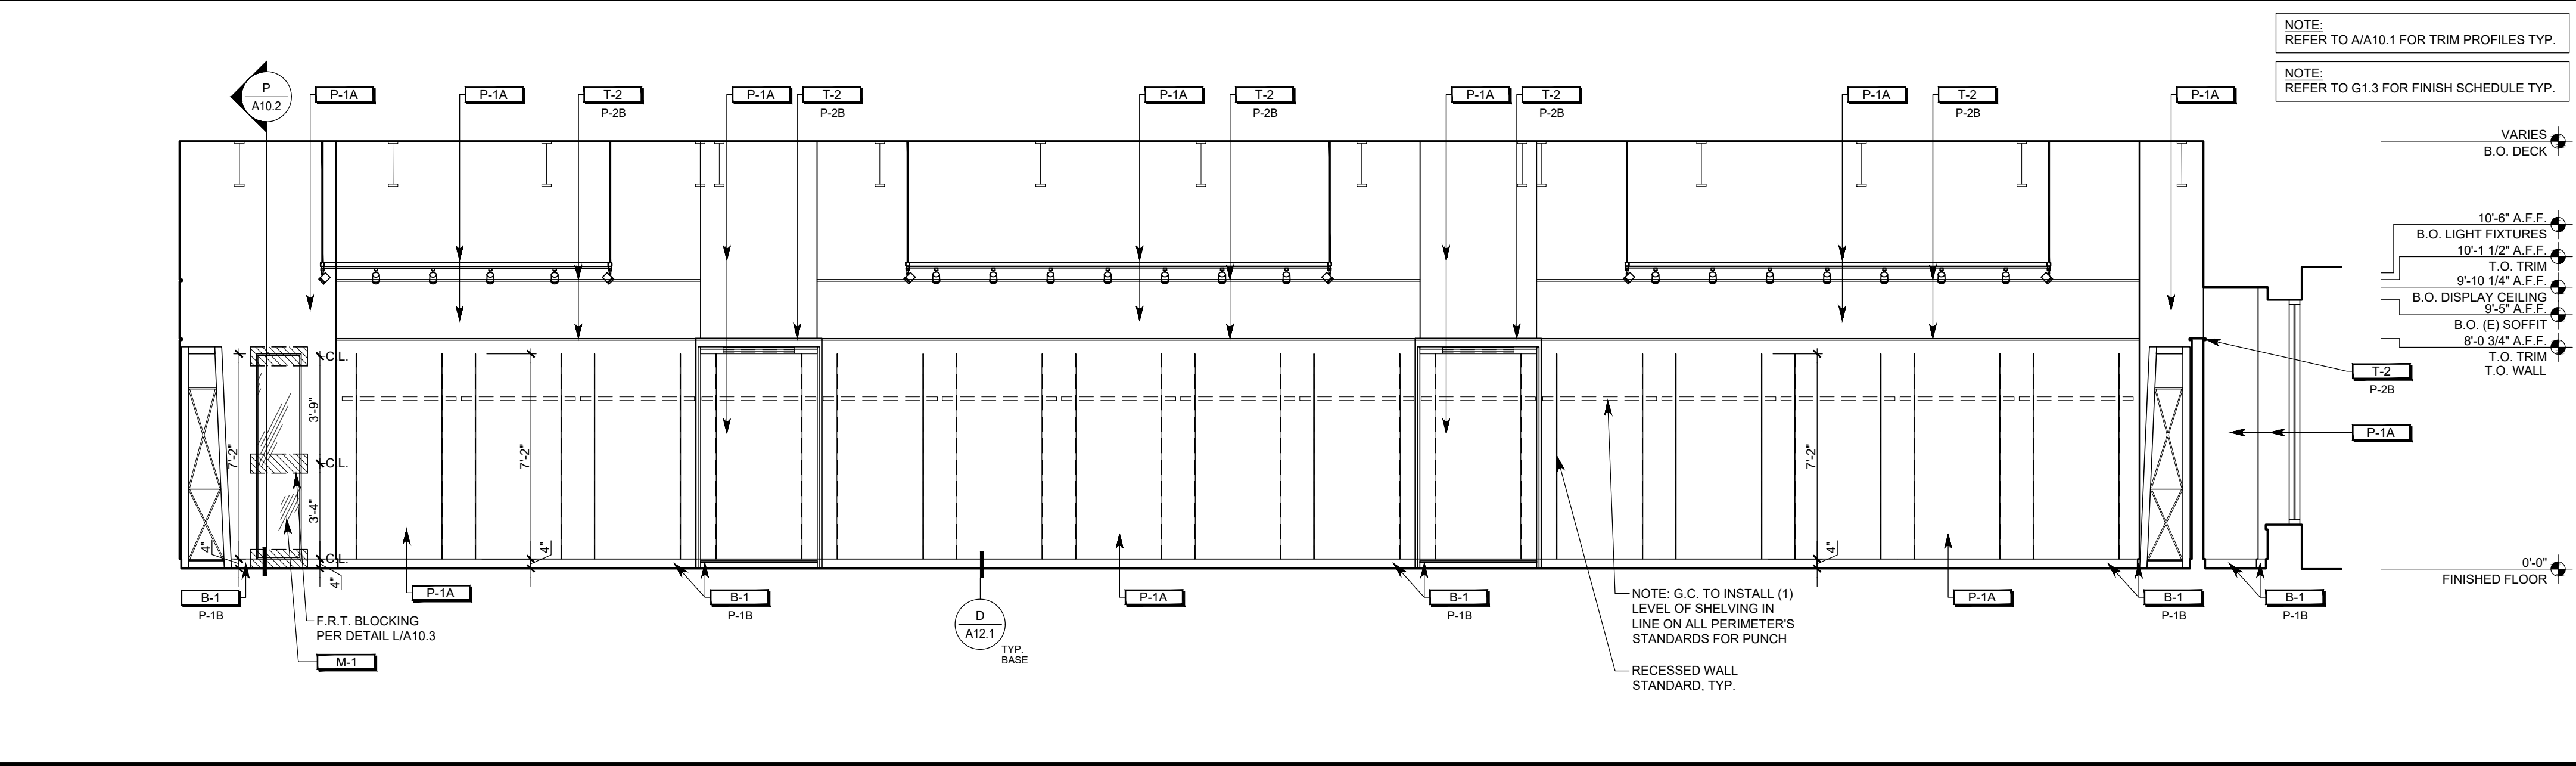 NOTE:
REFER TO A/A10.1 FOR TRIM PROFILES TYP.
NOTE:
REFER TO G1.3 FOR FINISH SCHEDULE TYP.
P
A10.2
P-1A
P-1A
T-2
P-2B
P-1A
T-2
P-2B
P-1A
T-2
P-2B
P-1A
T-2
P-2B
P-1A
T-2
P-2B
P-1A
VARIES
B.O. DECK
10'-6" A.F.F.
B.O. LIGHT FIXTURES
10'-1 1/2" A.F.F.
T.O. TRIM
9'-10 1/4" A.F.F.
B.O. DISPLAY CEILING
9'-5" A.F.F.
B.O. (E) SOFFIT
8'-0 3/4" A.F.F.
T.O. TRIM
T.O. WALL
T-2
P-2B
P-1A
C.L.
3'-9"
7'-2"
C.L.
3'-4"
4"
C.L.
4"
7'-2"
4"
7'-2"
4"
0'-0"
FINISHED FLOOR
B-1
P-1B
F.R.T. BLOCKING
PER DETAIL L/A10.3
M-1
P-1A
B-1
P-1B
D
A12.1
TYP.
BASE
P-1A
B-1
P-1B
NOTE: G.C. TO INSTALL (1)
LEVEL OF SHELVING IN
LINE ON ALL PERIMETER'S
STANDARDS FOR PUNCH
RECESSED WALL
STANDARD, TYP.
P-1A
B-1
P-1B
B-1
P-1B